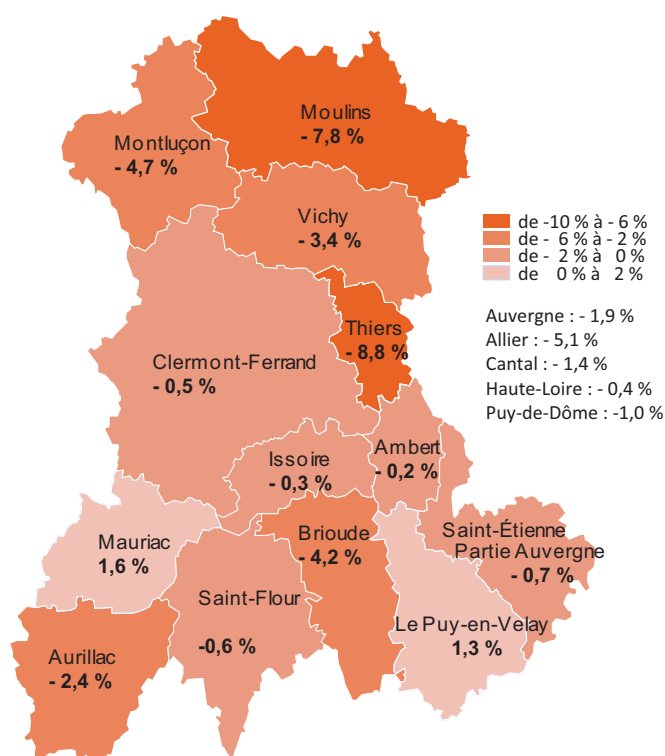 Moulins
- 7,8 %
Montluçon
- 4,7 %
Vichy
- 3,4 %
de -10 % à - 6 %
de - 6 % à - 2 %
de - 2 % à 0 %
de 0 % à 2 %
Auvergne : - 1,9 %
Allier : - 5,1 %
Cantal : - 1,4 %
Haute-Loire : - 0,4 %
Puy-de-Dôme : -1,0 %
Thiers
- 8,8 %
Clermont-Ferrand
- 0,5 %
Ambert
- 0,2 %
Issoire
- 0,3 %
Mauriac
1,6 %
Brioude
- 4,2 %
Saint-Étienne
Partie Auvergne
- 0,7 %
Saint-Flour
-0,6 %
Le Puy-en-Velay
1,3 %
Aurillac
- 2,4 %